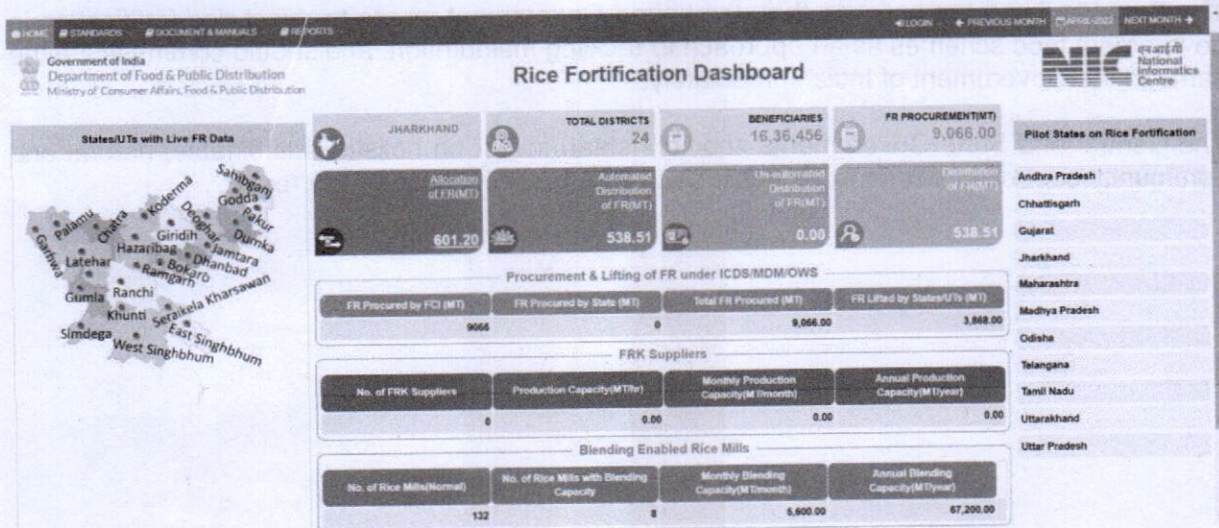 HOME STANDARDS DOCUMENT & MANUALS REPORTS LOGIN ← PREVIOUS MONTH APRIL-2022 NEXT MONTH →
Government of India
Department of Food & Public Distribution
Ministry of Consumer Affairs, Food & Public Distribution
Rice Fortification Dashboard
NIC
एन आई सी
National
Informatics
Centre
States/UTs with Live FR Data
Sahibganj
Godda
Pakur
Koderma
Deoghar
Dumka
Chatra
Palamu
Giridih
Jamtara
Garhwa
Hazaribag
Dhanbad
Latehar
Bokaro
Ramgarh
Gumla
Ranchi
Khunti
Seraikela Kharsawan
Simdega
East Singhbhum
West Singhbhum
JHARKHAND
TOTAL DISTRICTS
24
BENEFICIARIES
16,36,456
FR PROCUREMENT(MT)
9,066.00
Allocation
of FR(MT)
601.20
Automated
Distribution
of FR(MT)
538.51
Un-automated
Distribution
of FR(MT)
0.00
Distribution
of FR(MT)
538.51
Procurement & Lifting of FR under ICDS/MDM/OWS
FR Procured by FCI (MT) FR Procured by State (MT) Total FR Procured (MT) FR Lifted by States/UTs (MT)
9066 0 9,066.00 3,868.00
FRK Suppliers
No. of FRK Suppliers Production Capacity(MT/hr) Monthly Production Capacity(MT/month) Annual Production Capacity(MT/year)
0 0.00 0.00 0.00
Blending Enabled Rice Mills
No. of Rice Mills(Normal) No. of Rice Mills with Blending Capacity Monthly Blending Capacity(MT/month) Annual Blending Capacity(MT/year)
132 8 5,600.00 67,200.00
Pilot States on Rice Fortification
Andhra Pradesh
Chhattisgarh
Gujarat
Jharkhand
Maharashtra
Madhya Pradesh
Odisha
Telangana
Tamil Nadu
Uttarakhand
Uttar Pradesh